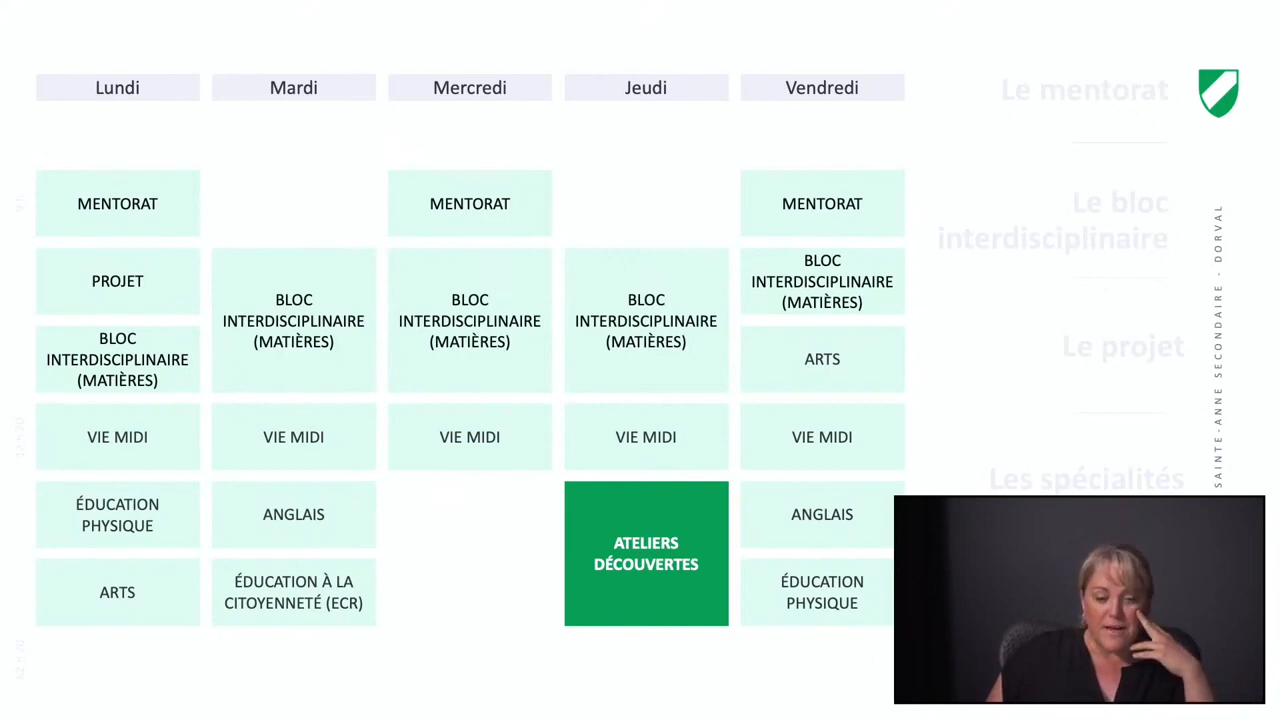 Lundi
Mardi
Mercredi
Jeudi
Vendredi
MENTORAT
MENTORAT
MENTORAT
PROJET
BLOC
INTERDISCIPLINAIRE
(MATIÈRES)
BLOC
INTERDISCIPLINAIRE
(MATIÈRES)
BLOC
INTERDISCIPLINAIRE
(MATIÈRES)
BLOC
INTERDISCIPLINAIRE
(MATIÈRES)
BLOC
INTERDISCIPLINAIRE
(MATIÈRES)
ARTS
VIE MIDI
VIE MIDI
VIE MIDI
VIE MIDI
VIE MIDI
ÉDUCATION
PHYSIQUE
ANGLAIS
ATELIERS
DÉCOUVERTES
ANGLAIS
ARTS
ÉDUCATION À LA
CITOYENNETÉ (ECR)
ÉDUCATION
PHYSIQUE
Le mentorat
Le bloc
interdisciplinaire
Le projet
Les spécialités
SAINTE-ANNE SECONDAIRE - DORVAL